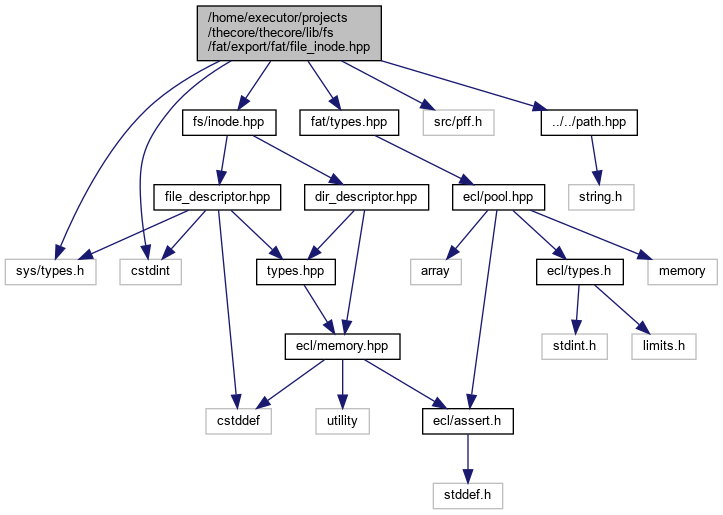 /home/executor/projects
/thecore/thecore/lib/fs
/fat/export/fat/file_inode.hpp
fs/inode.hpp
fat/types.hpp
src/pff.h
../../path.hpp
file_descriptor.hpp
dir_descriptor.hpp
ecl/pool.hpp
string.h
sys/types.h
cstdint
types.hpp
array
ecl/types.h
memory
ecl/memory.hpp
stdint.h
limits.h
cstddef
utility
ecl/assert.h
stddef.h